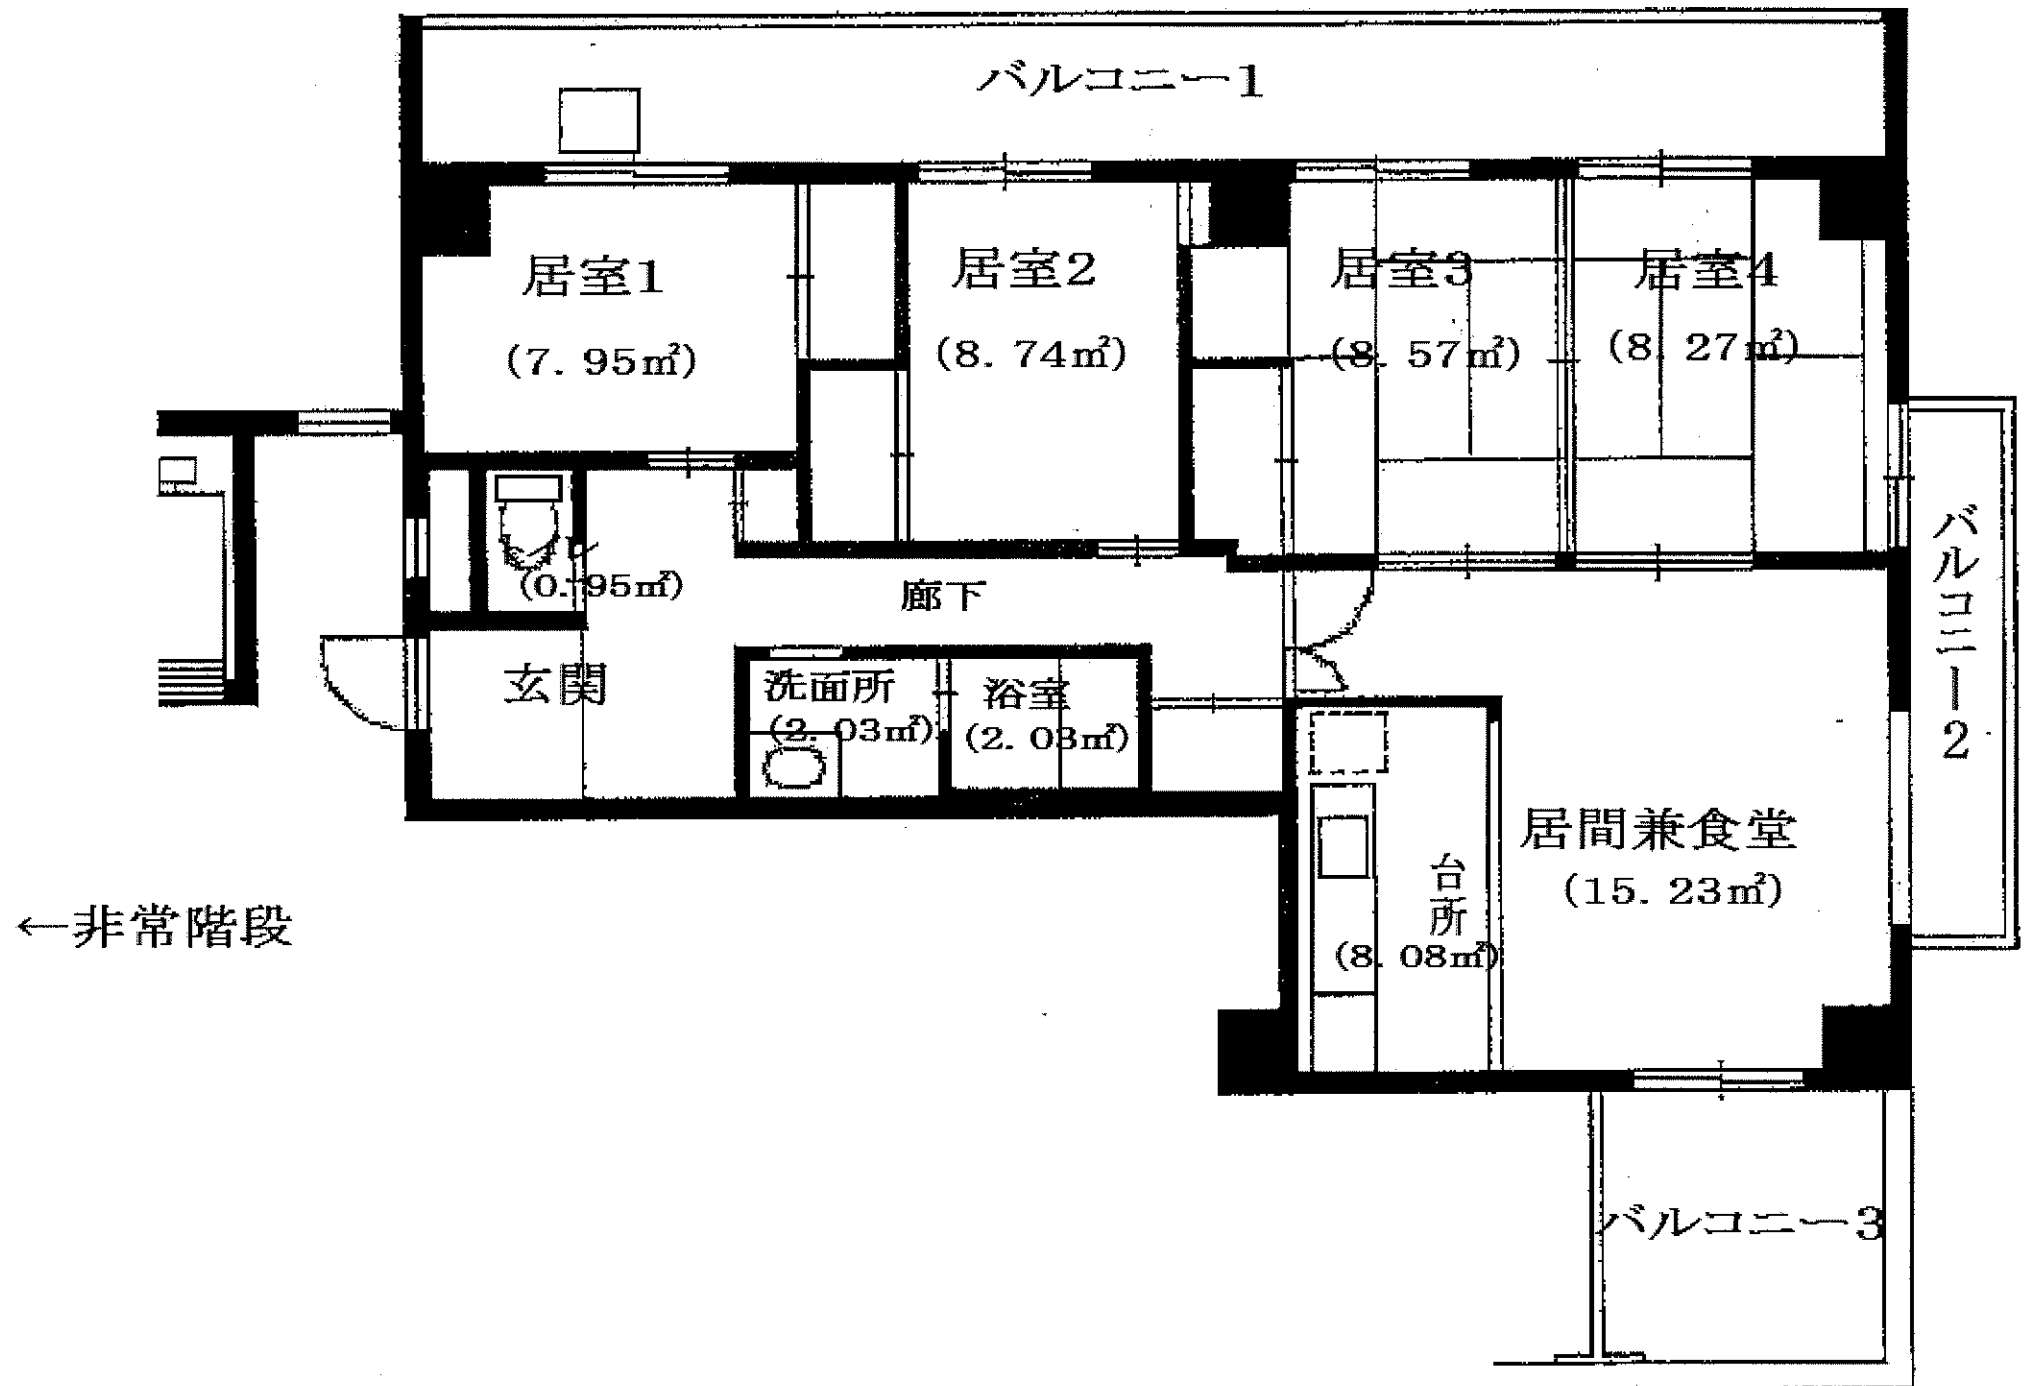 バルコニー1
居室1
(7. 95㎡)
居室2
(8. 74㎡)
居室3
(8. 57㎡)
居室4
(8. 27㎡)
トイレ
(0. 95㎡)
廊下
玄関
洗面所
(2. 03㎡)
浴室
(2. 03㎡)
バルコニー2
居間兼食堂
(15. 23㎡)
台所
(8. 08㎡)
←非常階段
バルコニー3